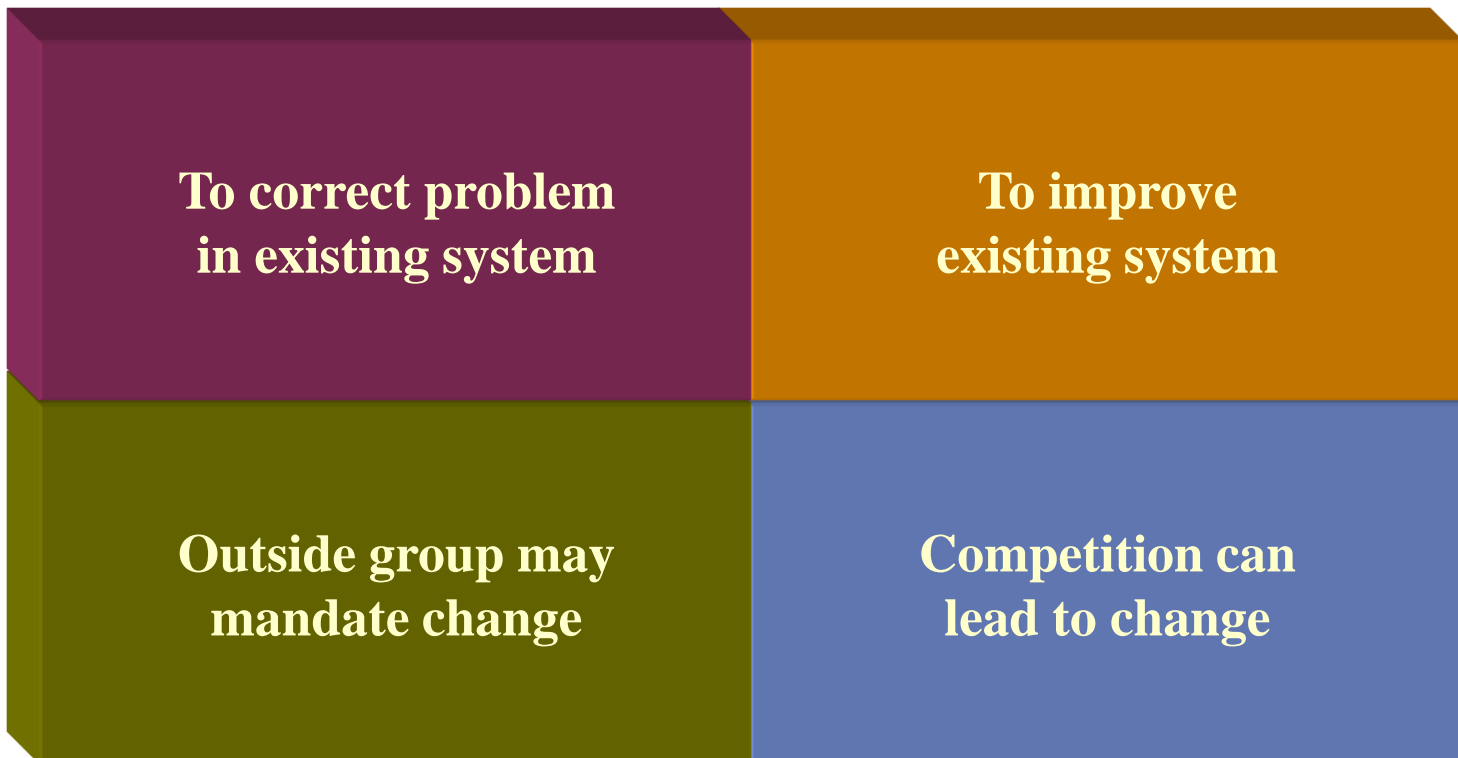 To correct problem
in existing system
To improve
existing system
Outside group may
mandate change
Competition can
lead to change